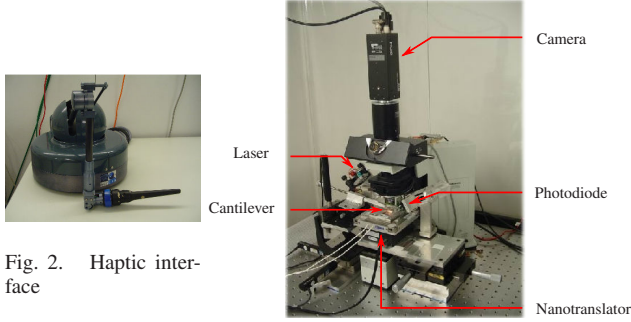 Camera
Laser
Cantilever
Photodiode
Fig. 2. Haptic inter-
face
Nanotranslator